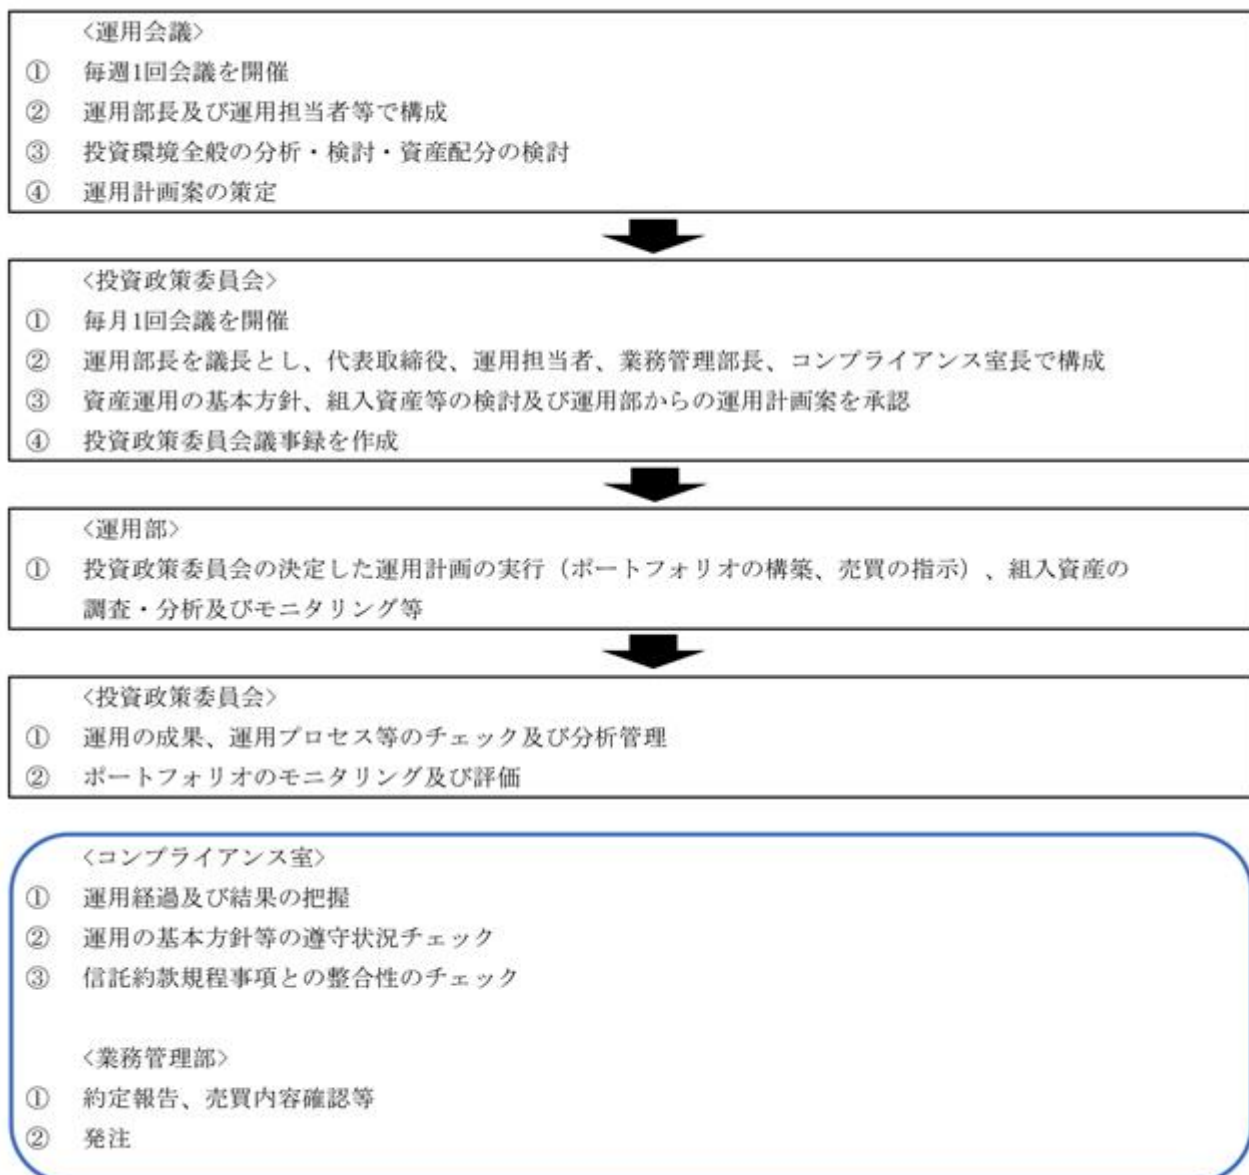 〈運用会議〉
① 毎週1回会議を開催
② 運用部長及び運用担当者等で構成
③ 投資環境全般の分析・検討・資産配分の検討
④ 運用計画案の策定
〈投資政策委員会〉
① 毎月1回会議を開催
② 運用部長を議長とし、代表取締役、運用担当者、業務管理部長、コンプライアンス室長で構成
③ 資産運用の基本方針、組入資産等の検討及び運用部からの運用計画案を承認
④ 投資政策委員会議事録を作成
〈運用部〉
① 投資政策委員会の決定した運用計画の実行（ポートフォリオの構築、売買の指示）、組入資産の
調査・分析及びモニタリング等
〈投資政策委員会〉
① 運用の成果、運用プロセス等のチェック及び分析管理
② ポートフォリオのモニタリング及び評価
〈コンプライアンス室〉
① 運用経過及び結果の把握
② 運用の基本方針等の遵守状況チェック
③ 信託約款規程事項との整合性のチェック
〈業務管理部〉
① 約定報告、売買内容確認等
② 発注